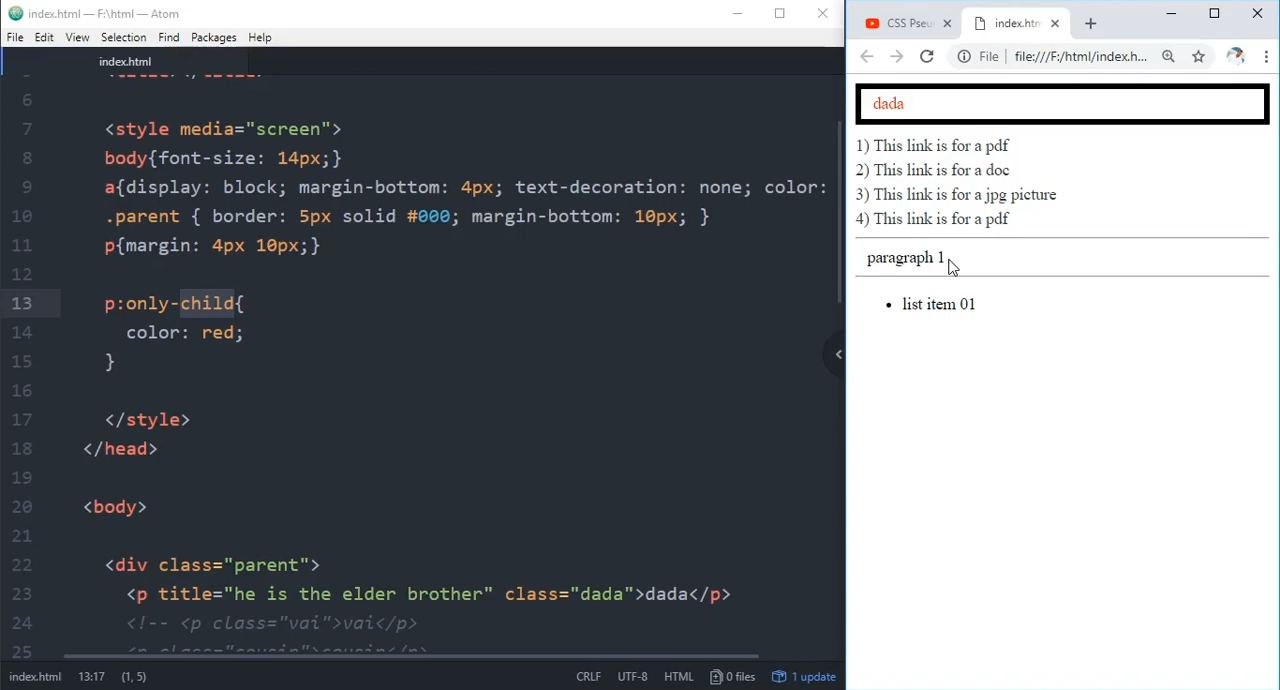 index.html — F:\html — Atom
File Edit View Selection Find Packages Help
index.html
6
7 <style media="screen">
8 body{font-size: 14px;}
9 a{display: block; margin-bottom: 4px; text-decoration: none; color:
10 .parent { border: 5px solid #000; margin-bottom: 10px; }
11 p{margin: 4px 10px;}
12
13 p:only-child{
14 color: red;
15 }
16
17 </style>
18 </head>
19
20 <body>
21
22 <div class="parent">
23 <p title="he is the elder brother" class="dada">dada</p>
24 <!-- <p class="vai">vai</p>
25 <p class="cousin">cousin</p>
index.html 13:17 (1, 5) CRLF UTF-8 HTML 0 files 1 update
CSS Pseu
index.htm
File file:///F:/html/index.h...
dada
1) This link is for a pdf
2) This link is for a doc
3) This link is for a jpg picture
4) This link is for a pdf
paragraph 1
• list item 01